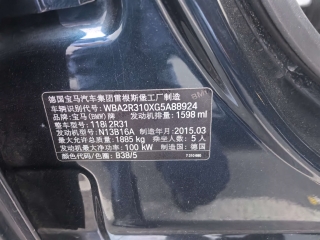 德国宝马汽车集团雷根斯堡工厂制造
车辆识别代号: WBA2R310XG5A88924
品牌: 宝马(BMW)牌 发动机排量: 1598 ml
整车型号: 118i 2R31
发动机型号: N13B16A 制造年月: 2015.03
最大允许总质量: 1885 kg 乘坐人数: 5人
发动机最大净功率: 100 kW 制造国: 德国
颜色代码/色板: B38/5